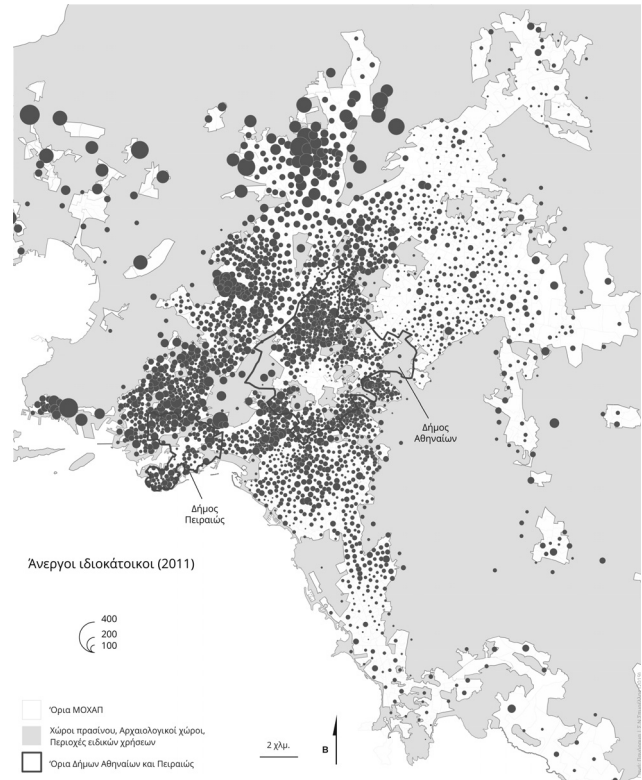 Δήμος
Αθηναίων
Δήμος
Πειραιώς
Άνεργοι ιδιοκάτοικοι (2011)
400
200
100
Όρια ΜΟΧΑΠ
Χώροι πρασίνου, Αρχαιολογικοί χώροι,
Περιοχές ειδικών χρήσεων
Όρια Δήμων Αθηναίων και Πειραιώς
2 χλμ.
Β